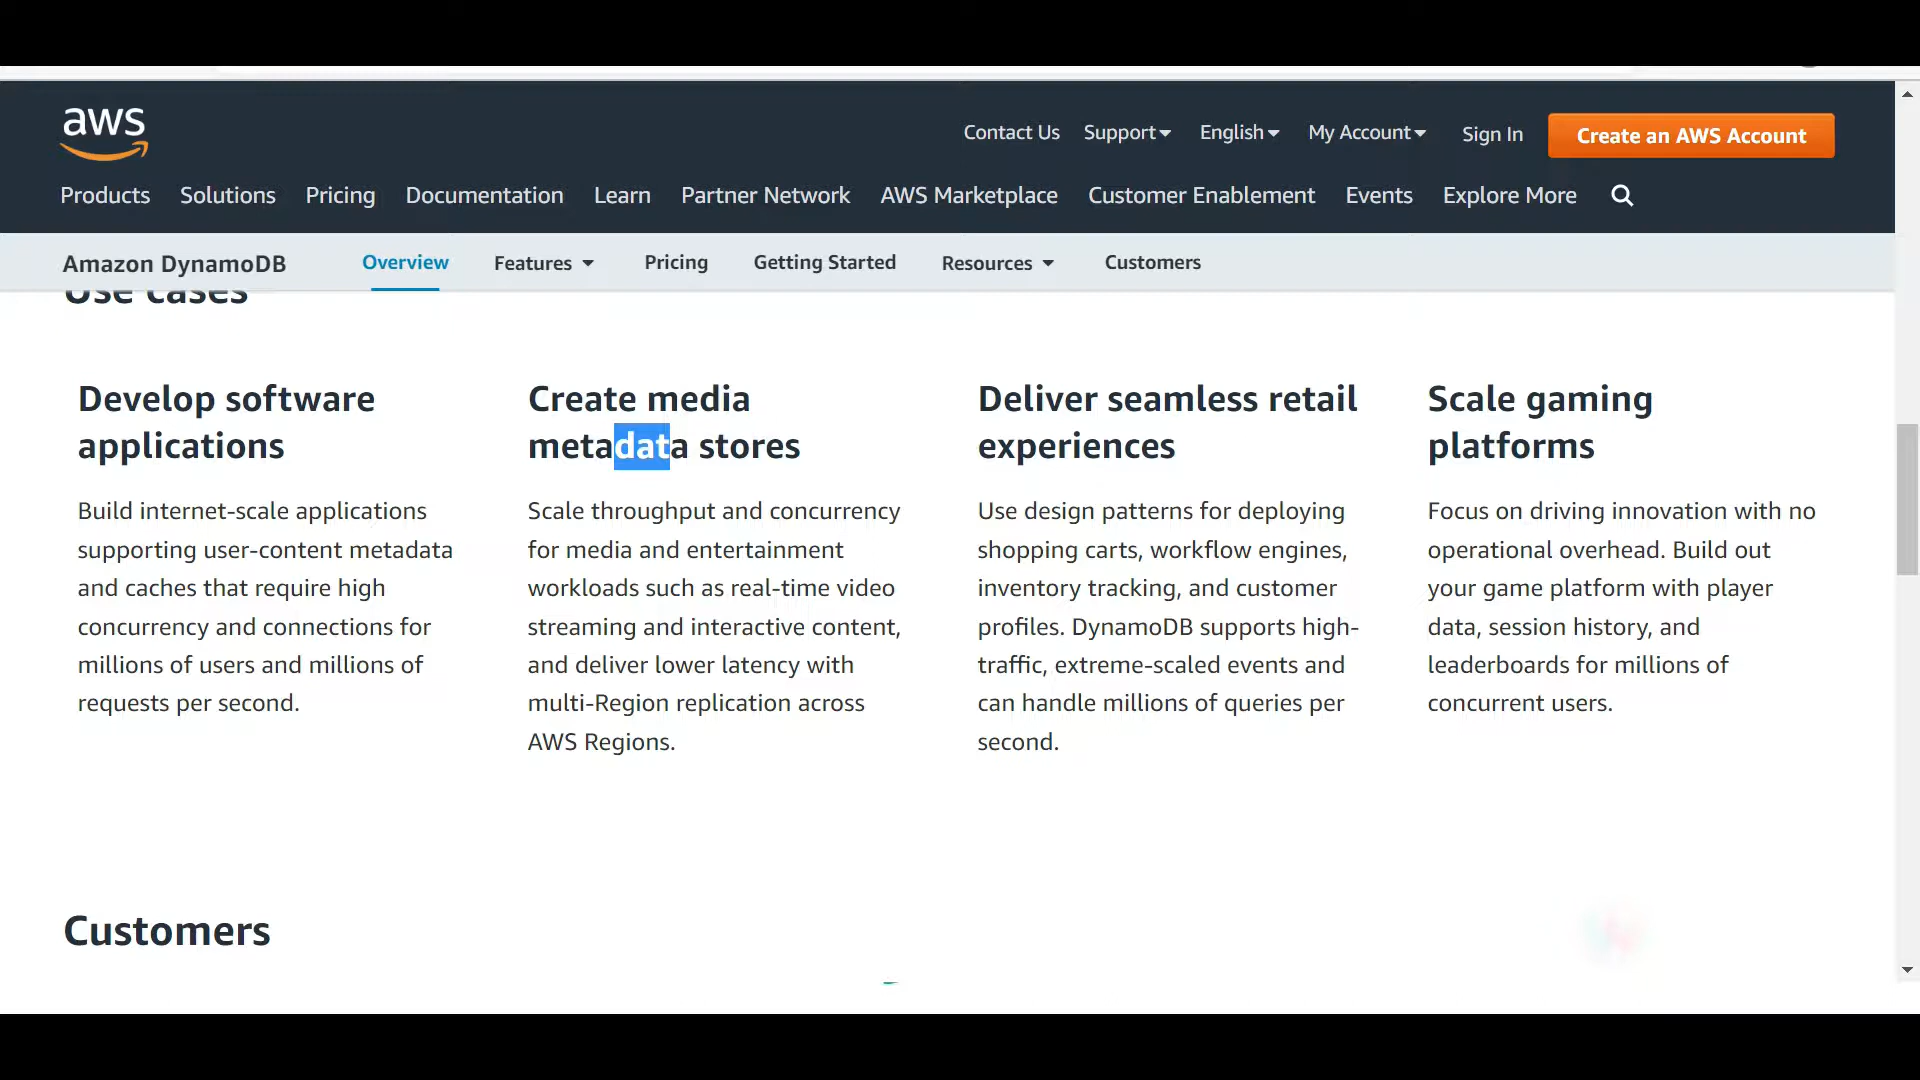 aws
Contact Us Support English My Account Sign In Create an AWS Account
Products Solutions Pricing Documentation Learn Partner Network AWS Marketplace Customer Enablement Events Explore More
Amazon DynamoDB Overview Features Pricing Getting Started Resources Customers
Use cases
Develop software
applications
Build internet-scale applications
supporting user-content metadata
and caches that require high
concurrency and connections for
millions of users and millions of
requests per second.
Create media
metadata stores
Scale throughput and concurrency
for media and entertainment
workloads such as real-time video
streaming and interactive content,
and deliver lower latency with
multi-Region replication across
AWS Regions.
Deliver seamless retail
experiences
Use design patterns for deploying
shopping carts, workflow engines,
inventory tracking, and customer
profiles. DynamoDB supports high-
traffic, extreme-scaled events and
can handle millions of queries per
second.
Scale gaming
platforms
Focus on driving innovation with no
operational overhead. Build out
your game platform with player
data, session history, and
leaderboards for millions of
concurrent users.
Customers